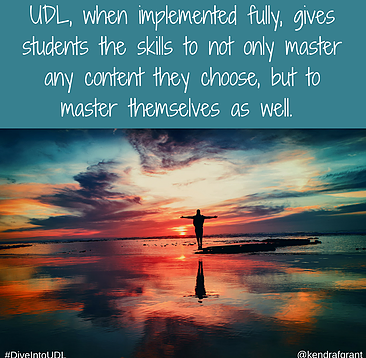 UDL, when implemented fully, gives
students the skills to not only master
any content they choose, but to
master themselves as well.
#DiveIntoUDL @kendrafgrant